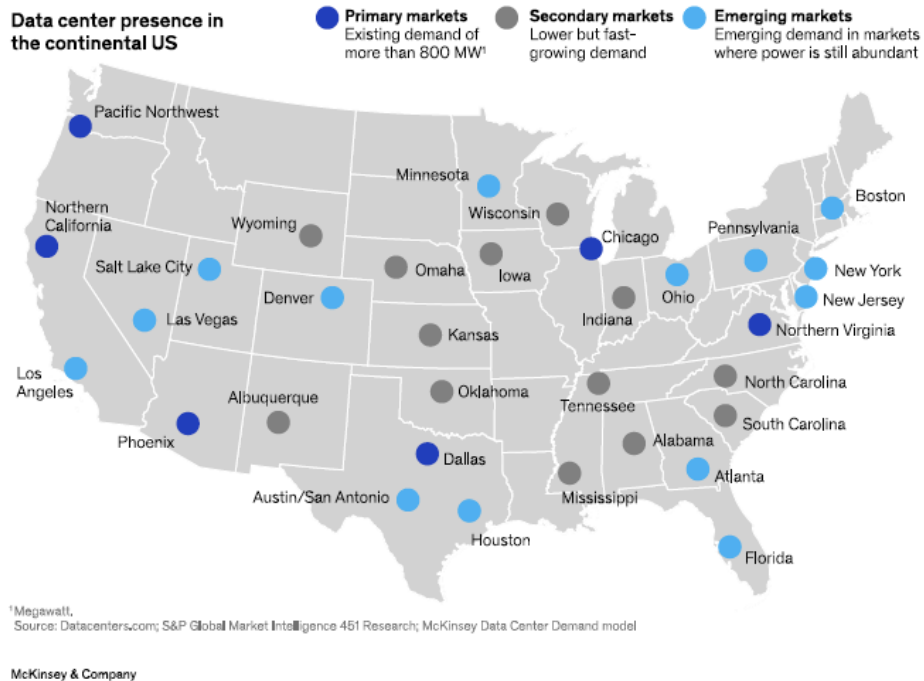 Data center presence in
the continental US
Primary markets
Existing demand of
more than 800 MW¹
Secondary markets
Lower but fast-
growing demand
Emerging markets
Emerging demand in markets
where power is still abundant
Pacific Northwest
Northern
California
Wyoming
Salt Lake City
Las Vegas
Los
Angeles
Phoenix
Denver
Albuquerque
Minnesota
Wisconsin
Omaha
Iowa
Kansas
Oklahoma
Dallas
Austin/San Antonio
Houston
Chicago
Indiana
Ohio
Pennsylvania
Boston
New York
New Jersey
Northern Virginia
North Carolina
South Carolina
Tennessee
Alabama
Mississippi
Atlanta
Florida
¹Megawatt.
Source: Datacenters.com; S&P Global Market Intelligence 451 Research; McKinsey Data Center Demand model
McKinsey & Company